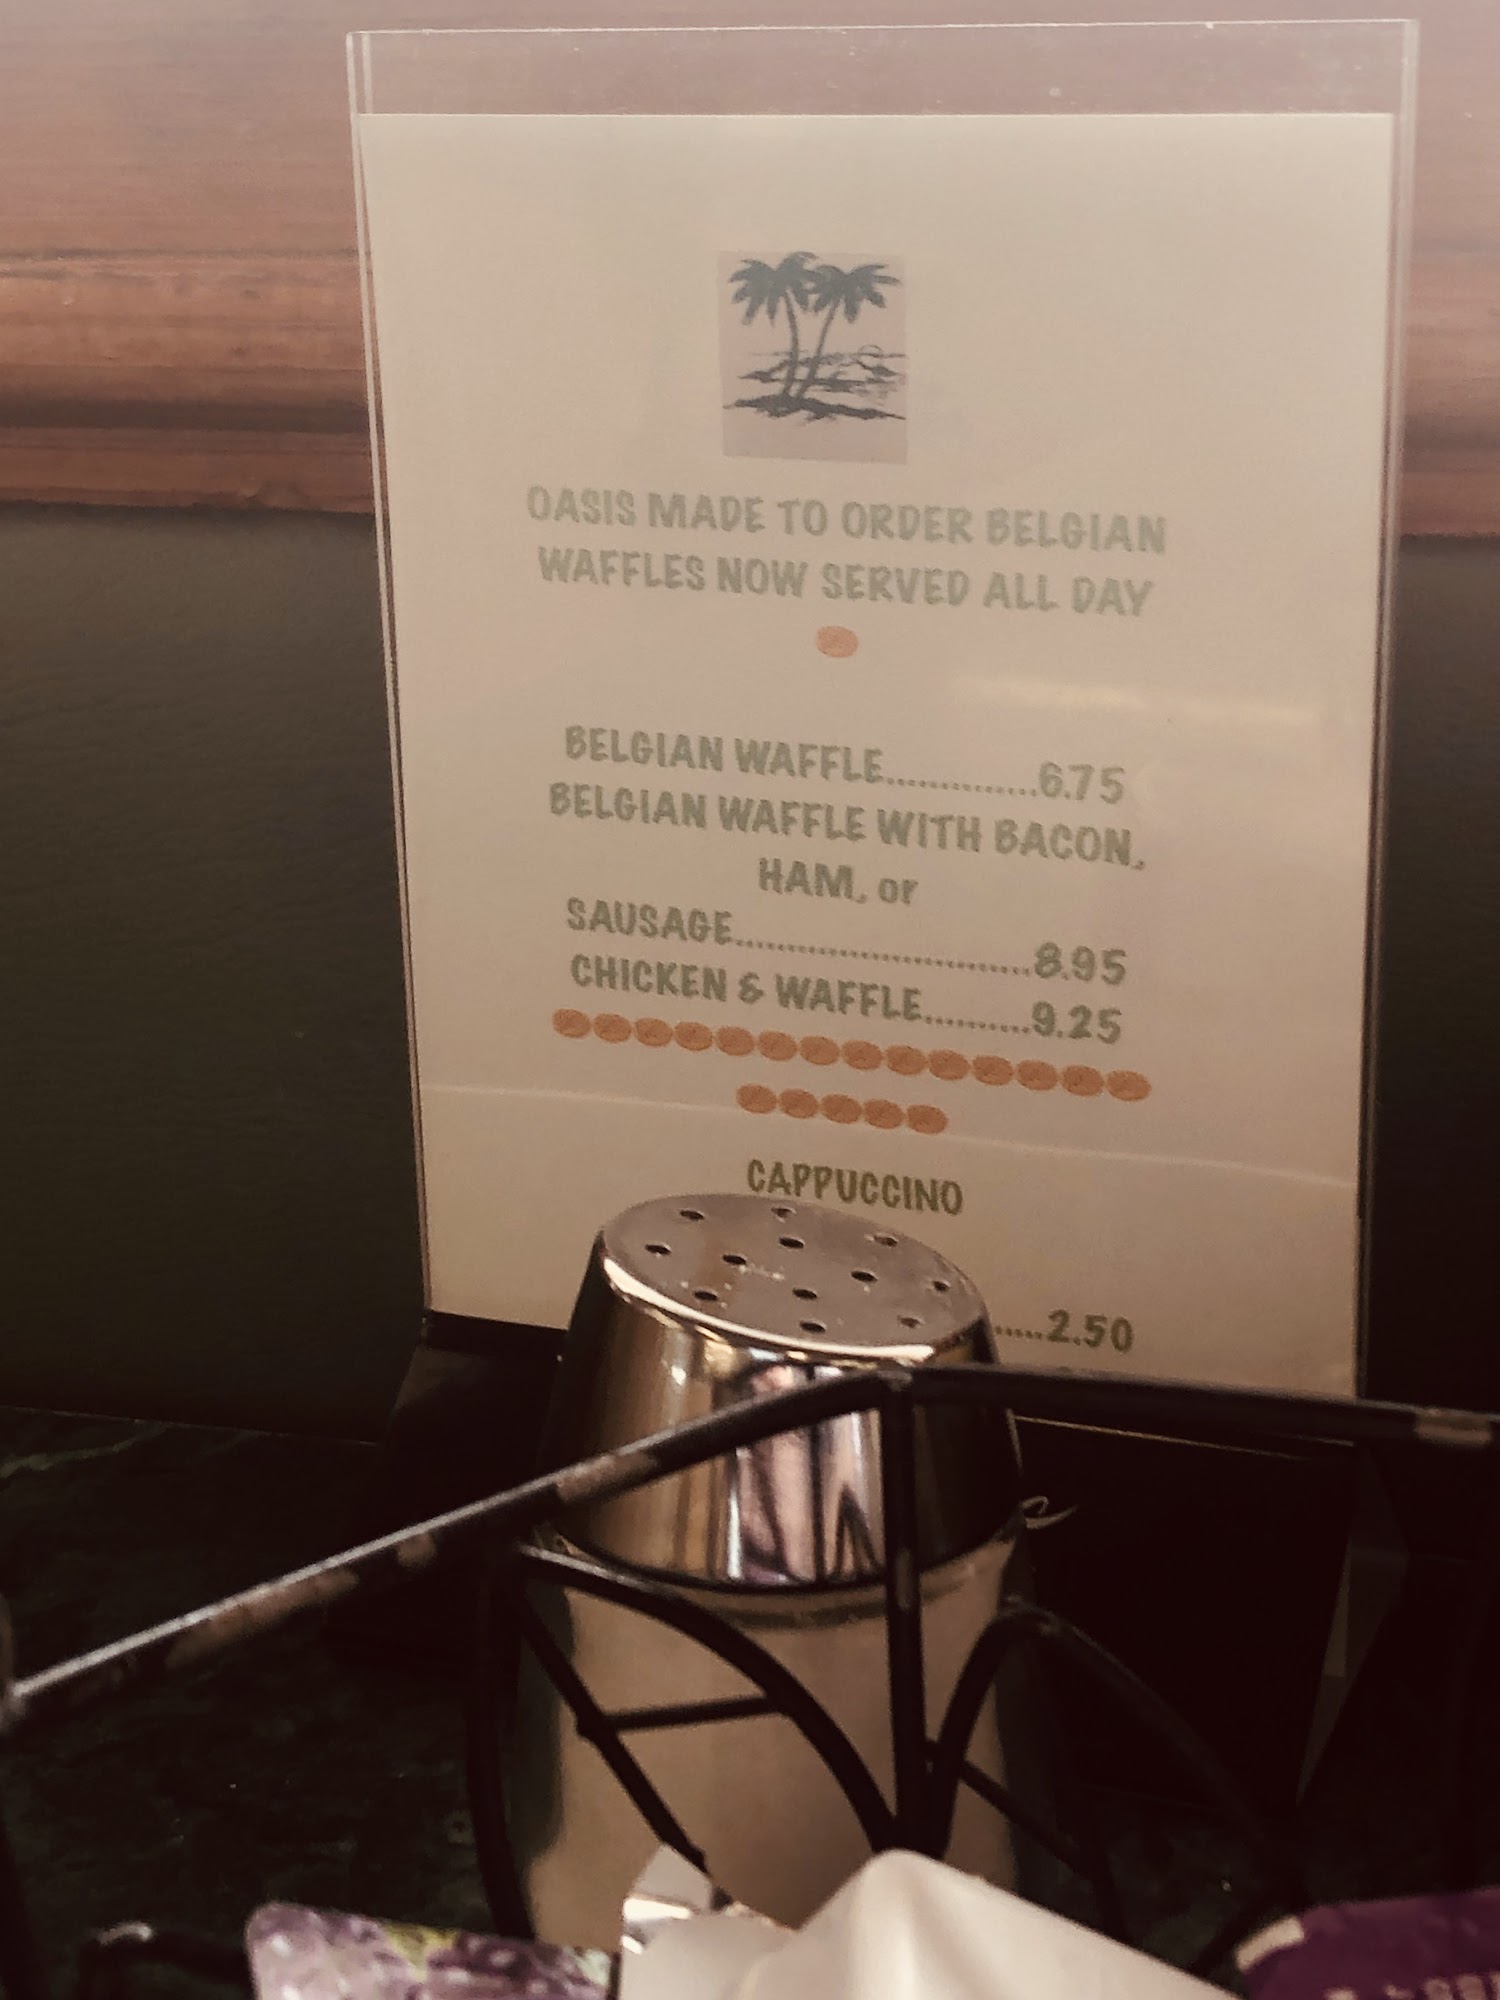 OASIS MADE TO ORDER BELGIAN
WAFFLES NOW SERVED ALL DAY
BELGIAN WAFFLE..............6.75
BELGIAN WAFFLE WITH BACON,
HAM, or
SAUSAGE............................8.95
CHICKEN & WAFFLE..........9.25
CAPPUCCINO
.....2.50